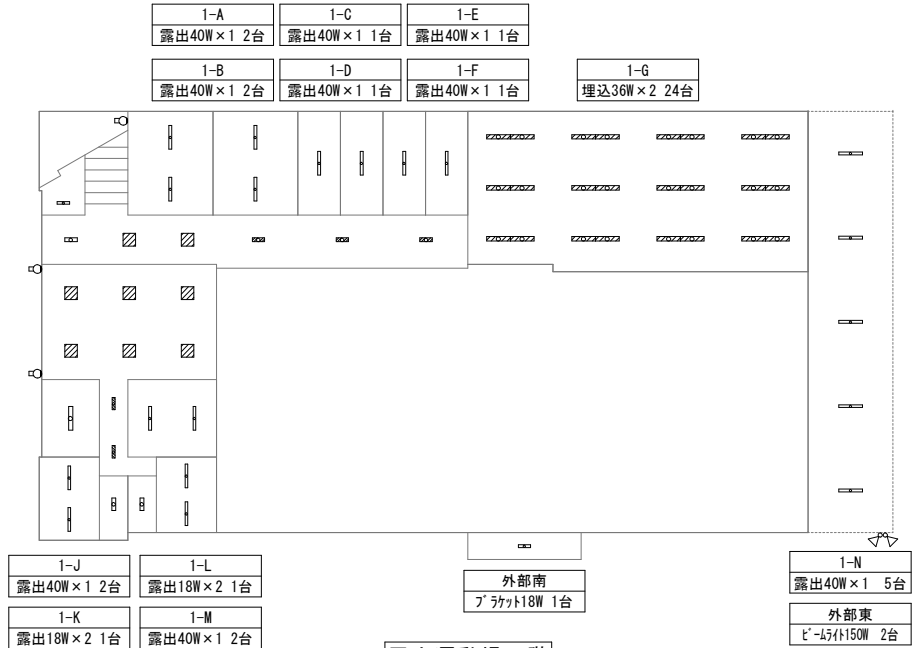 1-A
露出40W×1 2台
1-C
露出40W×1 1台
1-E
露出40W×1 1台
1-B
露出40W×1 2台
1-D
露出40W×1 1台
1-F
露出40W×1 1台
1-G
埋込36W×2 24台
1-J
露出40W×1 2台
1-L
露出18W×2 1台
1-K
露出18W×2 1台
1-M
露出40W×1 2台
外部南
ブラケット18W 1台
1-N
露出40W×1 5台
外部東
ビームライト150W 2台